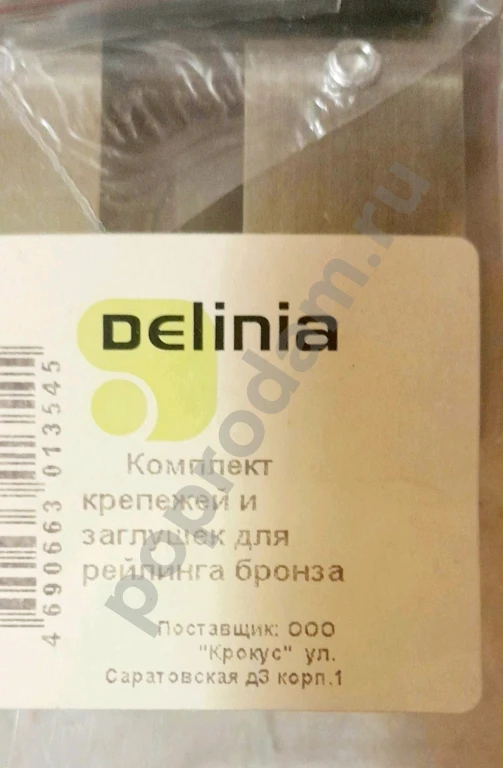 Delinia
Комплект
крепежей и
заглушек для
рейлинга бронза
Поставщик: ООО
"Крокус" ул.
Саратовская д3 корп.1
4 690663 013545
poprodam.ru